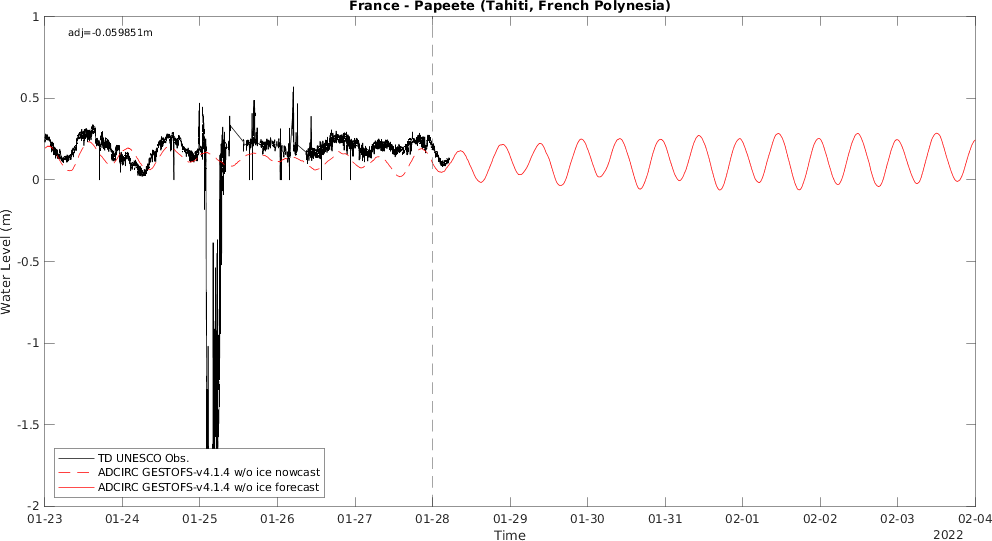 France - Papeete (Tahiti, French Polynesia)
adj=-0.059851m
1
0.5
0
-0.5
-1
-1.5
-2
Water Level (m)
TD UNESCO Obs.
ADCIRC GESTOFS-v4.1.4 w/o ice nowcast
ADCIRC GESTOFS-v4.1.4 w/o ice forecast
01-23 01-24 01-25 01-26 01-27 01-28 01-29 01-30 01-31 02-01 02-02 02-03 02-04
Time
2022